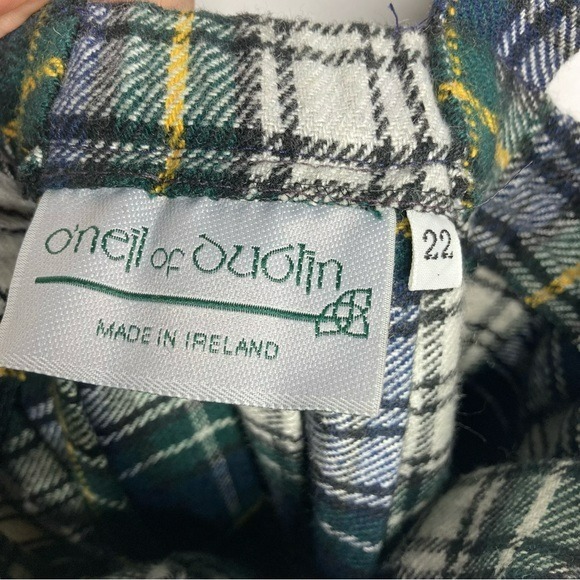 O'Neil of Dublin
MADE IN IRELAND
22